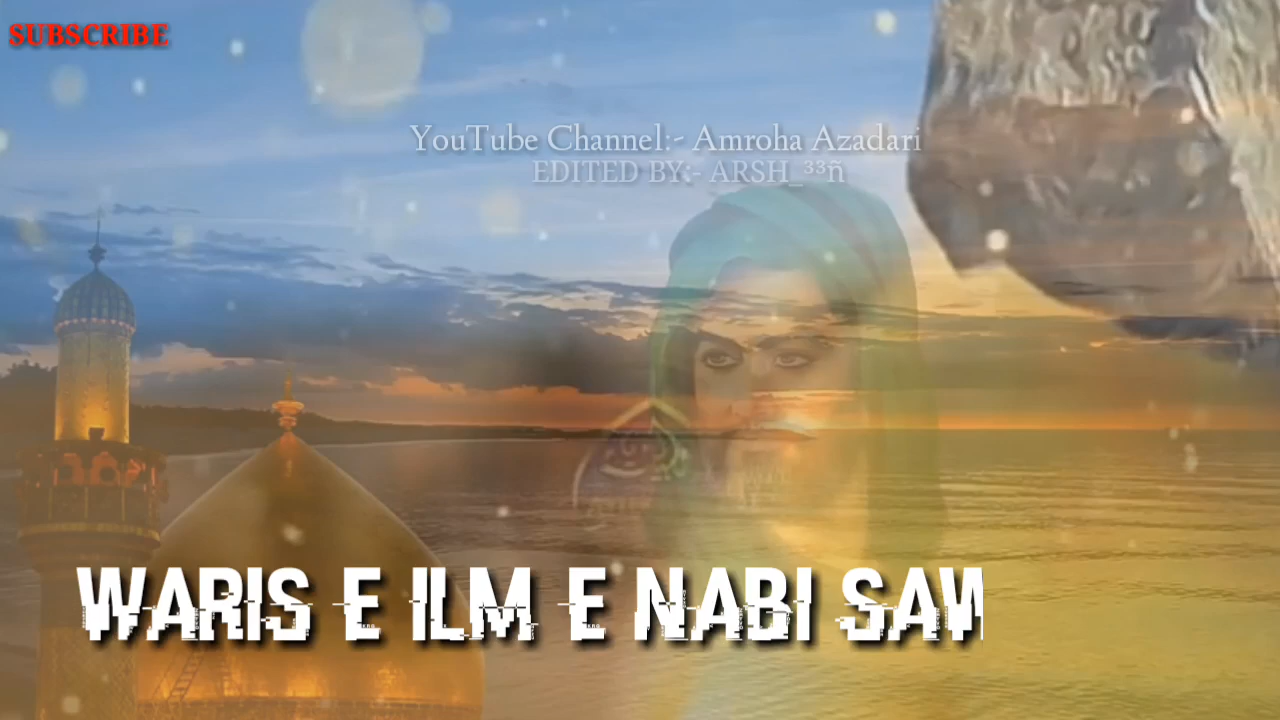 SUBSCRIBE
YouTube Channel:- Amroha Azadari
EDITED BY:- ARSH_³³ñ
WARIS E ILM E NABI SAW